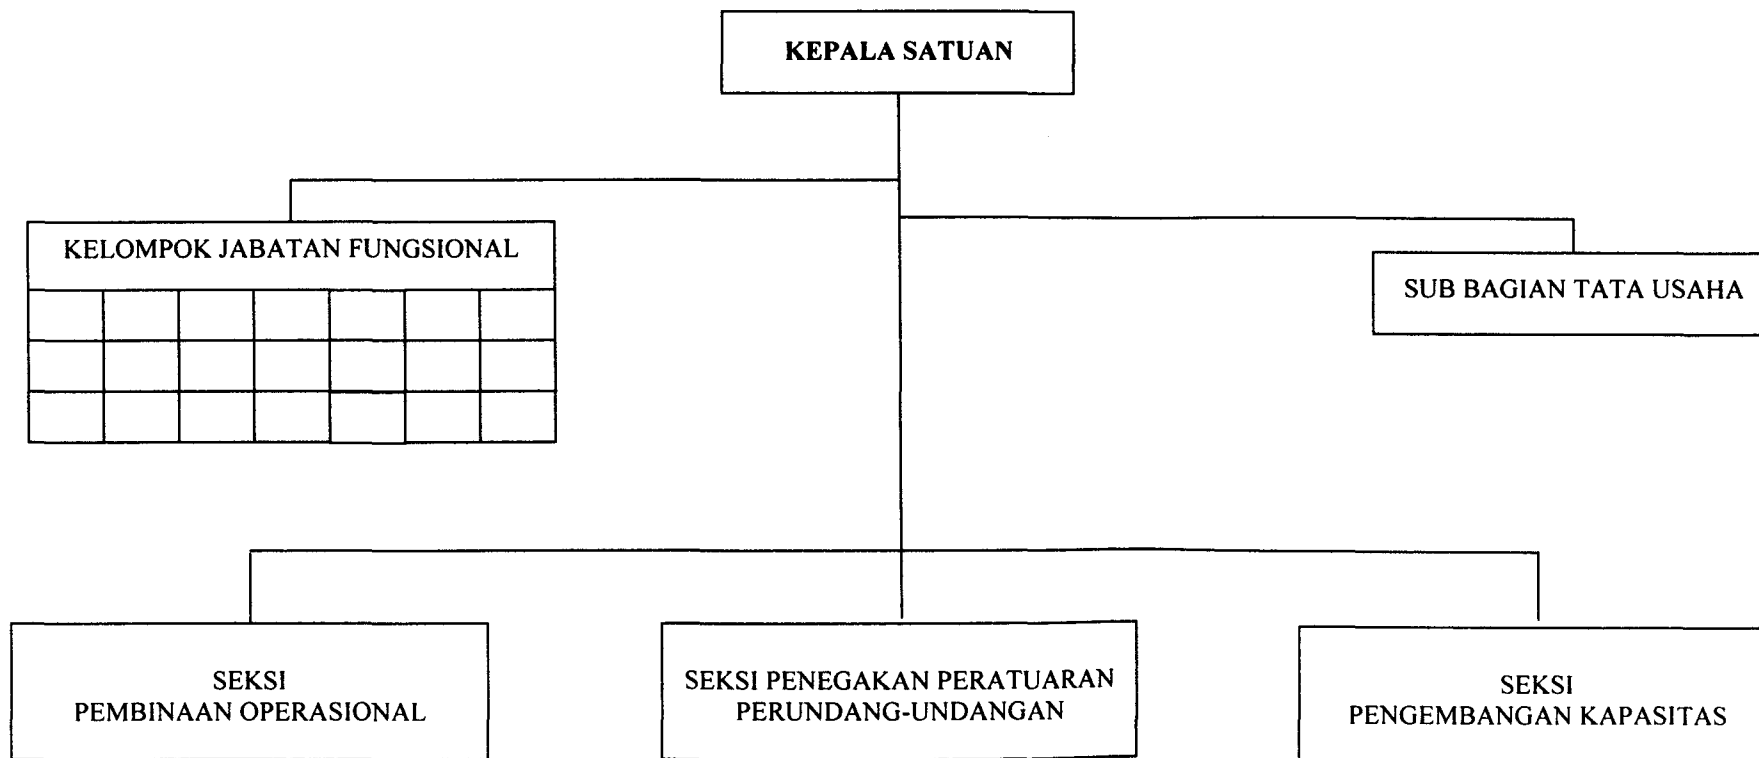 KEPALA SATUAN
KELOMPOK JABATAN FUNGSIONAL
SUB BAGIAN TATA USAHA
SEKSI
PEMBINAAN OPERASIONAL
SEKSI PENEGAKAN PERATUARAN
PERUNDANG-UNDANGAN
SEKSI
PENGEMBANGAN KAPASITAS